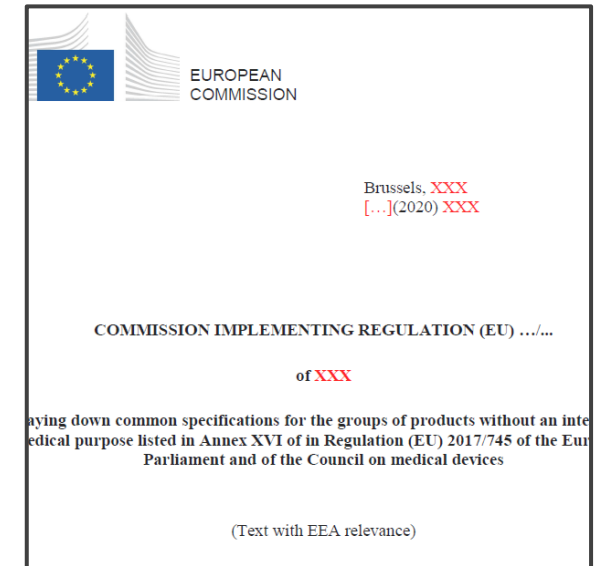 EUROPEAN
COMMISSION
Brussels, XXX
[…](2020) XXX
COMMISSION IMPLEMENTING REGULATION (EU) …/...
of XXX
aying down common specifications for the groups of products without an inte
edical purpose listed in Annex XVI of in Regulation (EU) 2017/745 of the Eur
Parliament and of the Council on medical devices
(Text with EEA relevance)